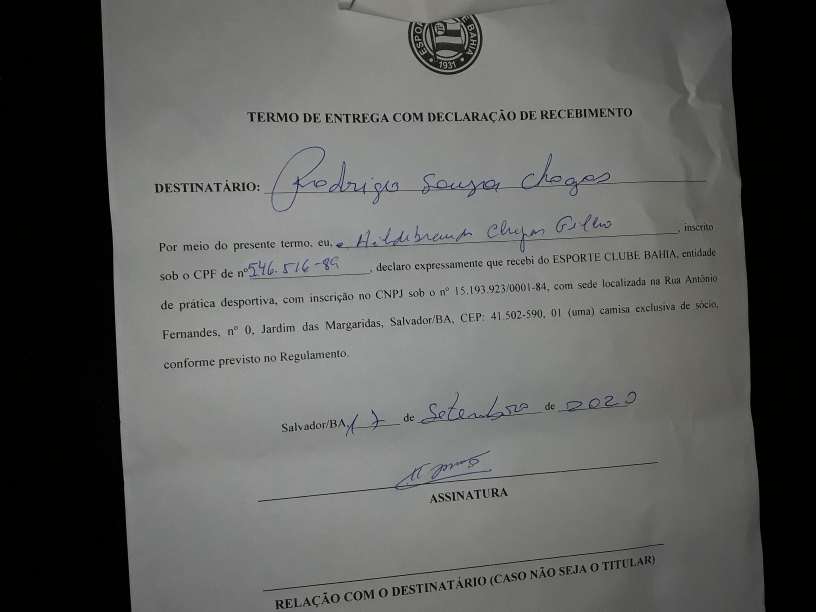 ESPO E BAHIA
1931
TERMO DE ENTREGA COM DECLARAÇÃO DE RECEBIMENTO
DESTINATÁRIO: Rodrigo Souza Chagas
Por meio do presente termo, eu, Hildebrando Chagas Filho, inscrito
sob o CPF de nº 546.516-89, declaro expressamente que recebi do ESPORTE CLUBE BAHIA, entidade
de prática desportiva, com inscrição no CNPJ sob o nº 15.193.923/0001-84, com sede localizada na Rua Antônio
Fernandes, nº 0, Jardim das Margaridas, Salvador/BA, CEP: 41.502-590, 01 (uma) camisa exclusiva de sócio,
conforme previsto no Regulamento.
Salvador/BA, 17 de Setembro de 2020
ASSINATURA
RELAÇÃO COM O DESTINATÁRIO (CASO NÃO SEJA O TITULAR)